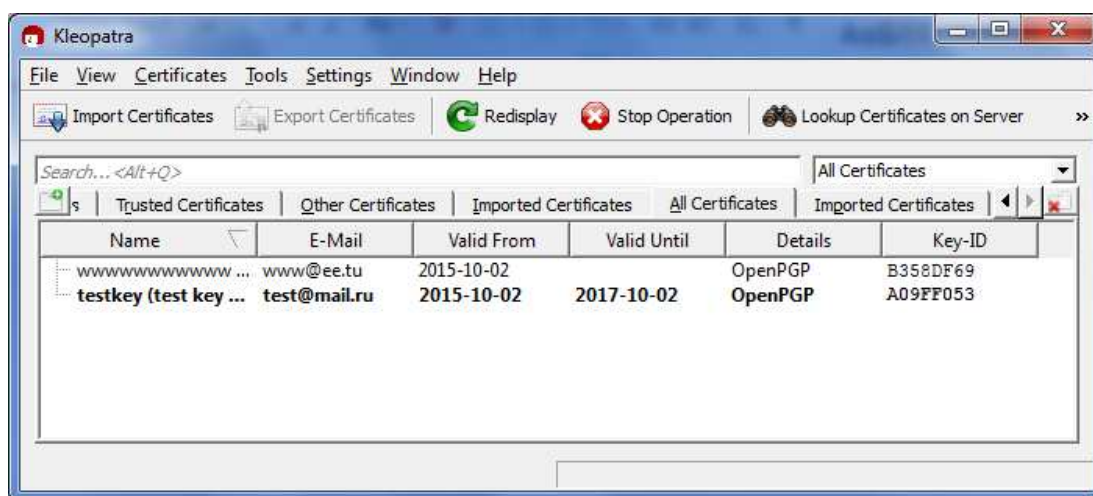 Kleopatra
File View Certificates Tools Settings Window Help
Import Certificates Export Certificates Redisplay Stop Operation Lookup Certificates on Server »
Search... <Alt+Q> All Certificates
s Trusted Certificates Other Certificates Imported Certificates All Certificates Imported Certificates
Name E-Mail Valid From Valid Until Details Key-ID
wwwwwwwwwwww ... www@ee.tu 2015-10-02 OpenPGP B358DF69
testkey (test key ... test@mail.ru 2015-10-02 2017-10-02 OpenPGP A09FF053